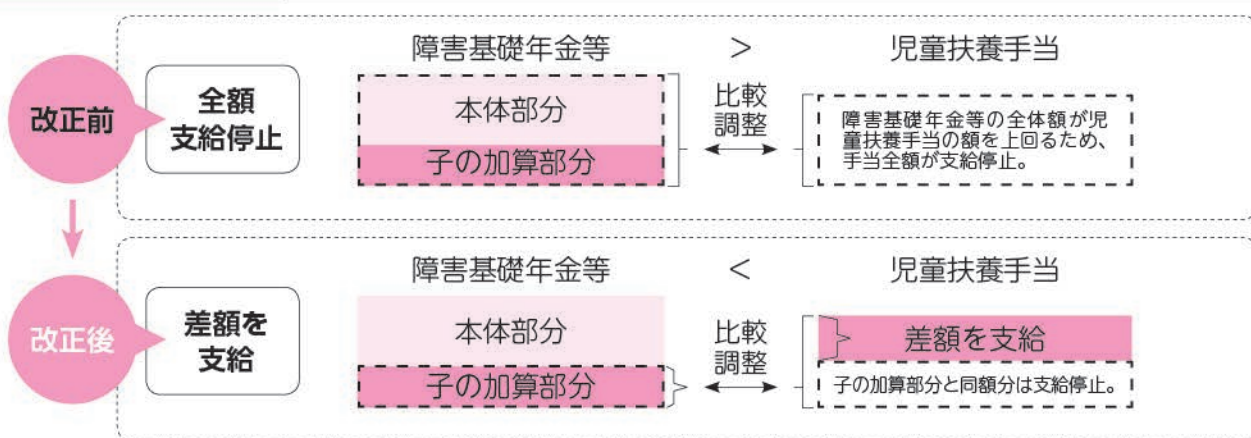 障害基礎年金等 > 児童扶養手当
改正前
全額
支給停止
本体部分
子の加算部分
比較
調整
障害基礎年金等の全体額が児
童扶養手当の額を上回るため、
手当全額が支給停止。
障害基礎年金等 < 児童扶養手当
改正後
差額を
支給
本体部分
子の加算部分
比較
調整
差額を支給
子の加算部分と同額分は支給停止。